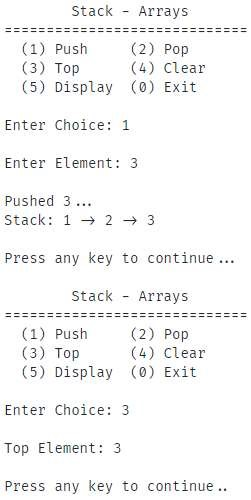 Stack - Arrays
==============================
(1) Push (2) Pop
(3) Top (4) Clear
(5) Display (0) Exit
Enter Choice: 1
Enter Element: 3
Pushed 3...
Stack: 1 -> 2 -> 3
Press any key to continue...
Stack - Arrays
==============================
(1) Push (2) Pop
(3) Top (4) Clear
(5) Display (0) Exit
Enter Choice: 3
Top Element: 3
Press any key to continue..